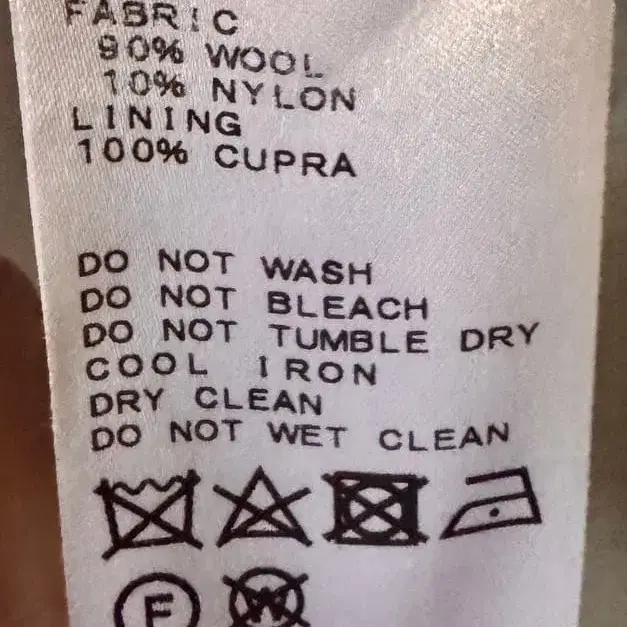 FABRIC
90% WOOL
10% NYLON
LINING
100% CUPRA
DO NOT WASH
DO NOT BLEACH
DO NOT TUMBLE DRY
COOL IRON
DRY CLEAN
DO NOT WET CLEAN
F W